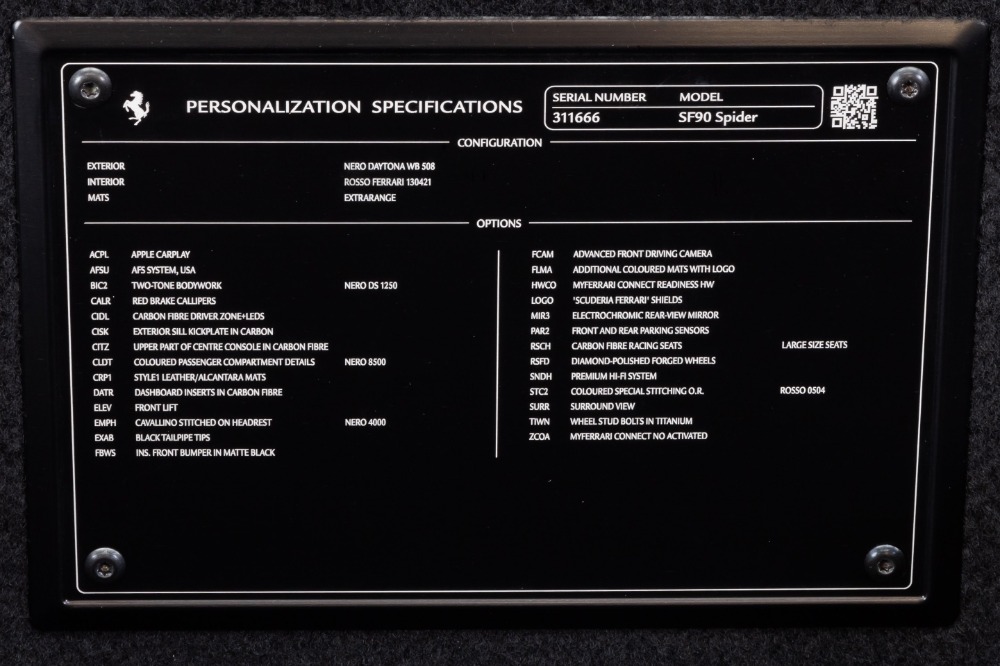 PERSONALIZATION SPECIFICATIONS
SERIAL NUMBER MODEL
311666 SF90 Spider
CONFIGURATION
EXTERIOR NERO DAYTONA WB 508
INTERIOR ROSSO FERRARI 130421
MATS EXTRARANGE
OPTIONS
ACPL APPLE CARPLAY
AFSU AFS SYSTEM, USA
BIC2 TWO-TONE BODYWORK NERO DS 1250
CALR RED BRAKE CALLIPERS
CIDL CARBON FIBRE DRIVER ZONE+LEDS
CISK EXTERIOR SILL KICKPLATE IN CARBON
CITZ UPPER PART OF CENTRE CONSOLE IN CARBON FIBRE
CLDT COLOURED PASSENGER COMPARTMENT DETAILS NERO 8500
CRP1 STYLE1 LEATHER/ALCANTARA MATS
DATR DASHBOARD INSERTS IN CARBON FIBRE
ELEV FRONT LIFT
EMPH CAVALLINO STITCHED ON HEADREST NERO 4000
EXAB BLACK TAILPIPE TIPS
FBWS INS. FRONT BUMPER IN MATTE BLACK
FCAM ADVANCED FRONT DRIVING CAMERA
FLMA ADDITIONAL COLOURED MATS WITH LOGO
HWCO MYFERRARI CONNECT READINESS HW
LOGO 'SCUDERIA FERRARI' SHIELDS
MIR3 ELECTROCHROMIC REAR-VIEW MIRROR
PAR2 FRONT AND REAR PARKING SENSORS
RSCH CARBON FIBRE RACING SEATS LARGE SIZE SEATS
RSFD DIAMOND-POLISHED FORGED WHEELS
SNDH PREMIUM HI-FI SYSTEM
STC2 COLOURED SPECIAL STITCHING O.R. ROSSO 0504
SURR SURROUND VIEW
TIWN WHEEL STUD BOLTS IN TITANIUM
ZCOA MYFERRARI CONNECT NO ACTIVATED